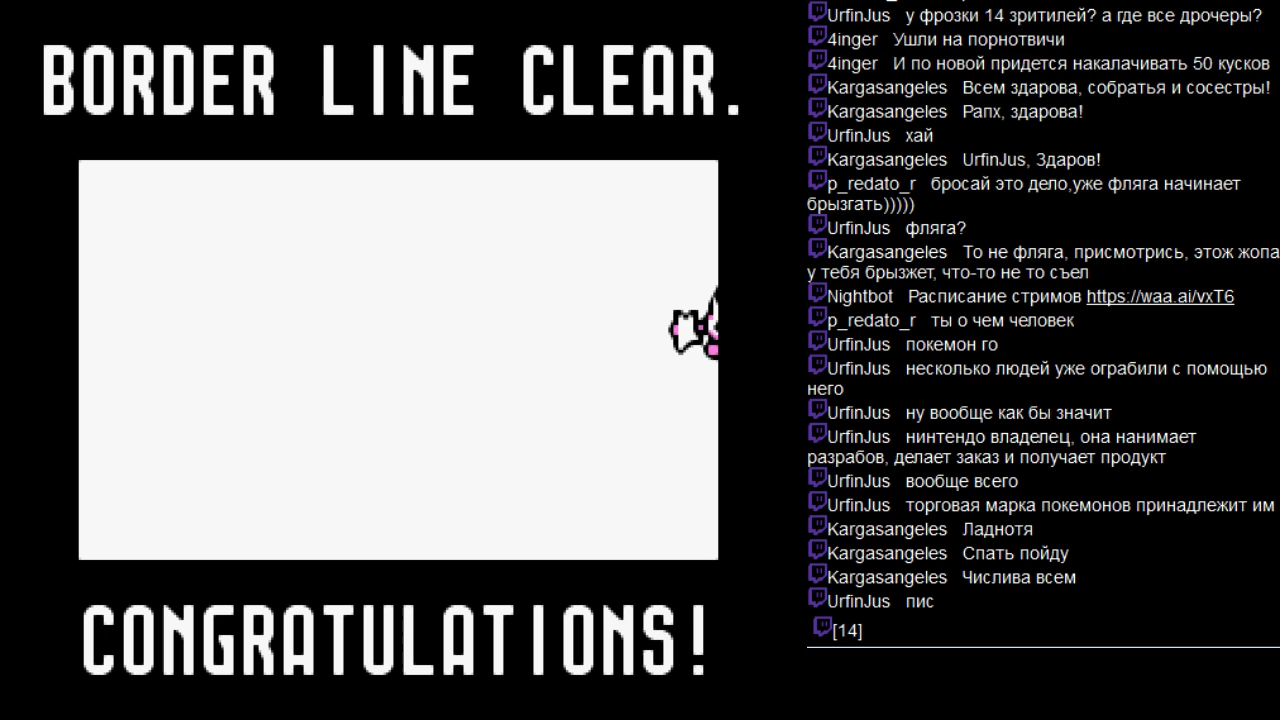 BORDER LINE CLEAR.
CONGRATULATIONS!
UrfinJus у фрозки 14 зритилей? а где все дрочеры?
4inger Ушли на порнотвичи
4inger И по новой придется накалачивать 50 кусков
Kargasangeles Всем здарова, собратья и сосестры!
Kargasangeles Рапх, здарова!
UrfinJus хай
Kargasangeles UrfinJus, Здаров!
p_redato_r бросай это дело,уже фляга начинает
брызгать)))))
UrfinJus фляга?
Kargasangeles То не фляга, присмотрись, этож жопа
у тебя брызжет, что-то не то съел
Nightbot Расписание стримов https://waa.ai/vxT6
p_redato_r ты о чем человек
UrfinJus покемон го
UrfinJus несколько людей уже ограбили с помощью
него
UrfinJus ну вообще как бы значит
UrfinJus нинтендо владелец, она нанимает
разрабов, делает заказ и получает продукт
UrfinJus вообще всего
UrfinJus торговая марка покемонов принадлежит им
Kargasangeles Ладнотя
Kargasangeles Спать пойду
Kargasangeles Числива всем
UrfinJus пис
[14]